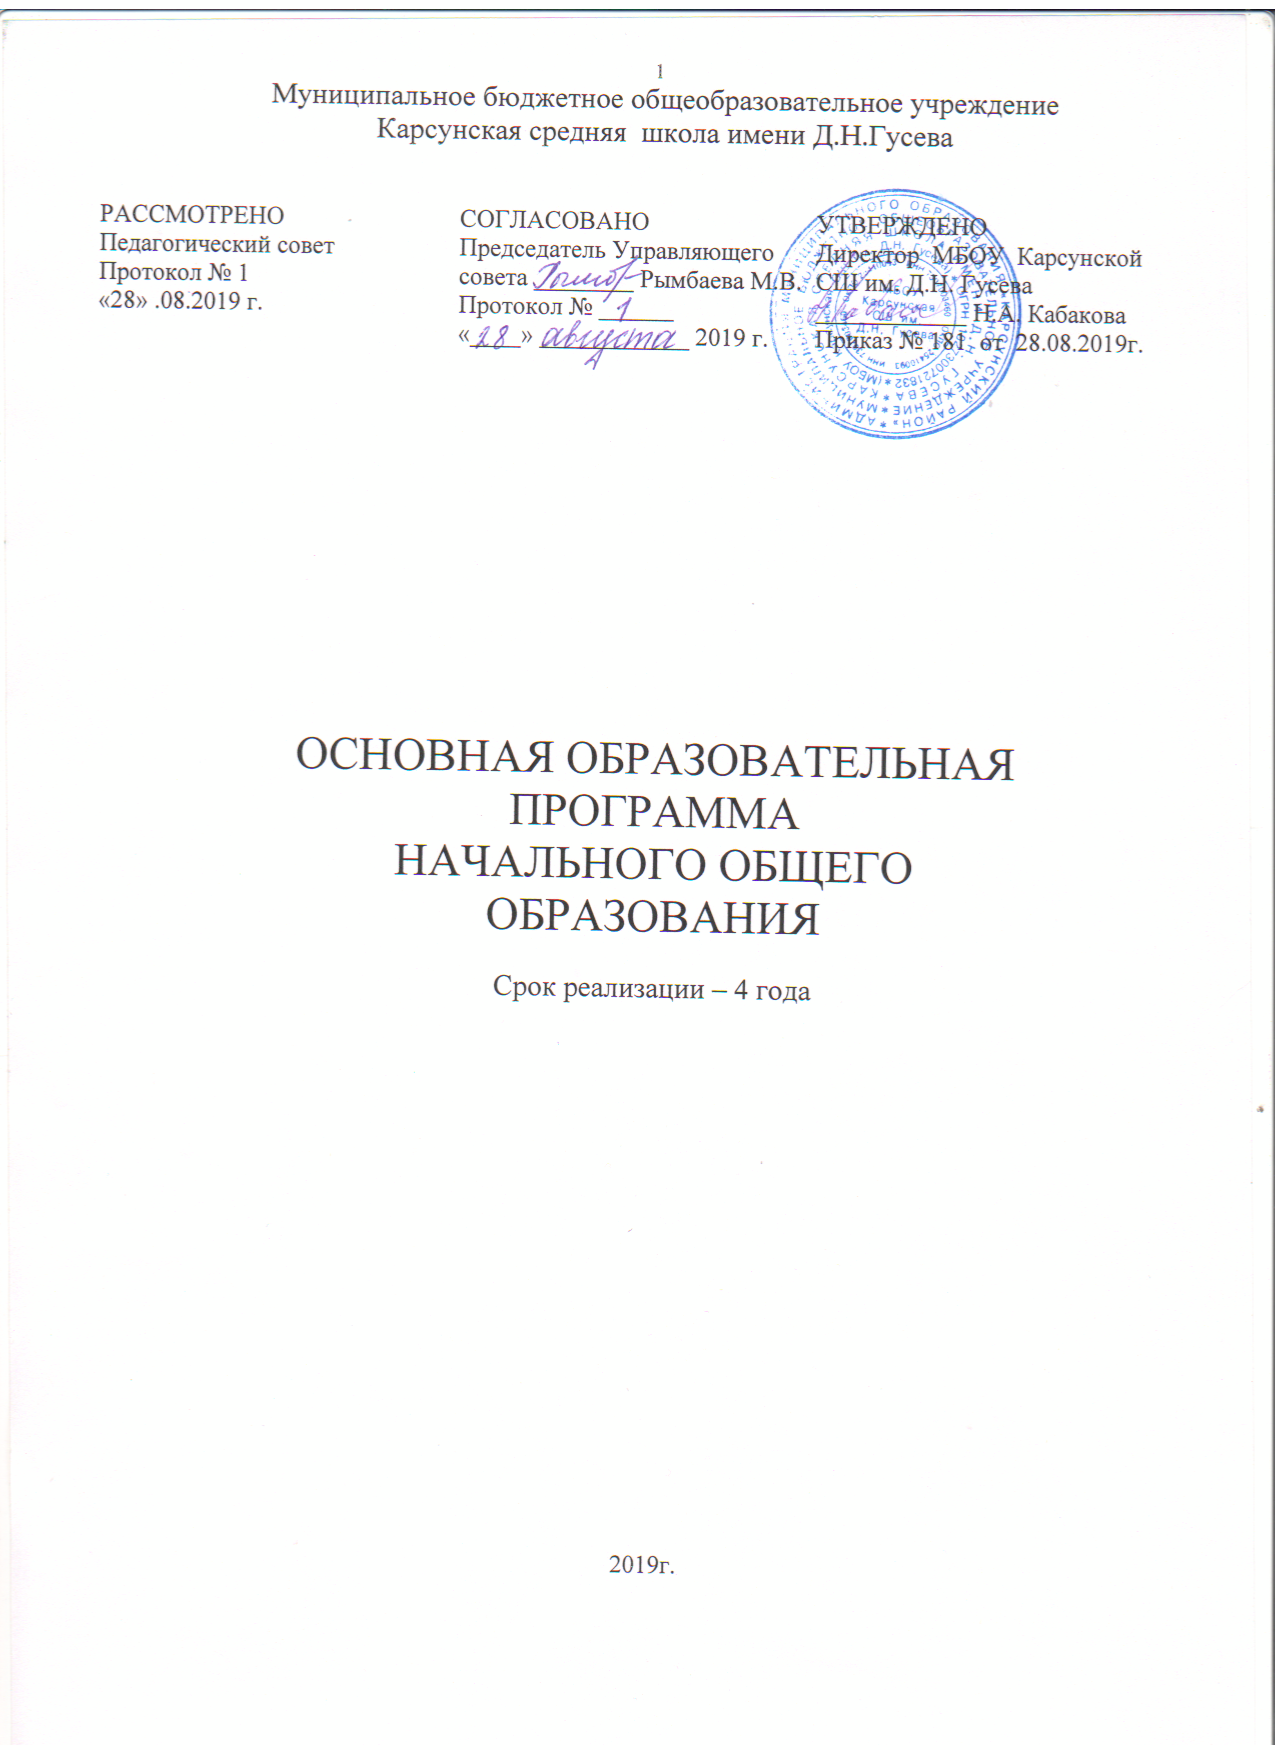 1
Муниципальное бюджетное общеобразовательное учреждение
Карсунская средняя школа имени Д.Н.Гусева
РАССМОТРЕНО
Педагогический совет
Протокол № 1
«28» .08.2019 г.
СОГЛАСОВАНО
Председатель Управляющего
совета Рымбаева М.В.
Протокол № 1
«28» августа 2019 г.
УТВЕРЖДЕНО
Директор МБОУ Карсунской
СШ им. Д.Н. Гусева
Н.А. Кабакова
Приказ № 181 от 28.08.2019г.
ОСНОВНАЯ ОБРАЗОВАТЕЛЬНАЯ
ПРОГРАММА
НАЧАЛЬНОГО ОБЩЕГО
ОБРАЗОВАНИЯ
Срок реализации – 4 года
2019г.